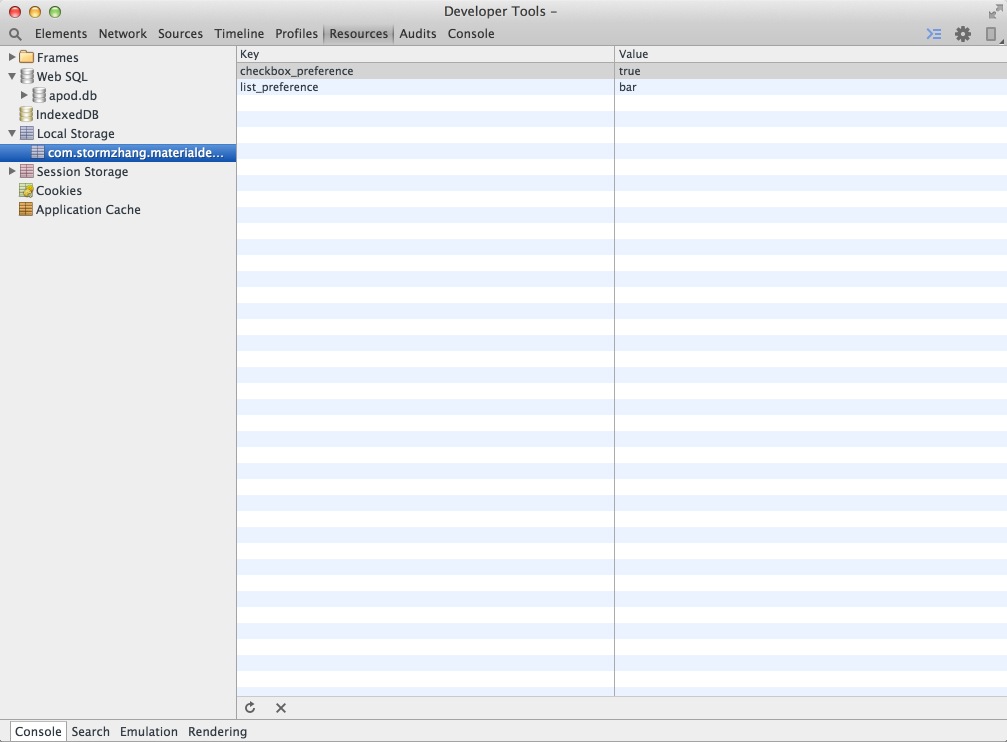 Developer Tools –
Elements Network Sources Timeline Profiles Resources Audits Console
Frames
Web SQL
apod.db
IndexedDB
Local Storage
com.stormzhang.materialde...
Session Storage
Cookies
Application Cache
Key Value
checkbox_preference true
list_preference bar
Console Search Emulation Rendering